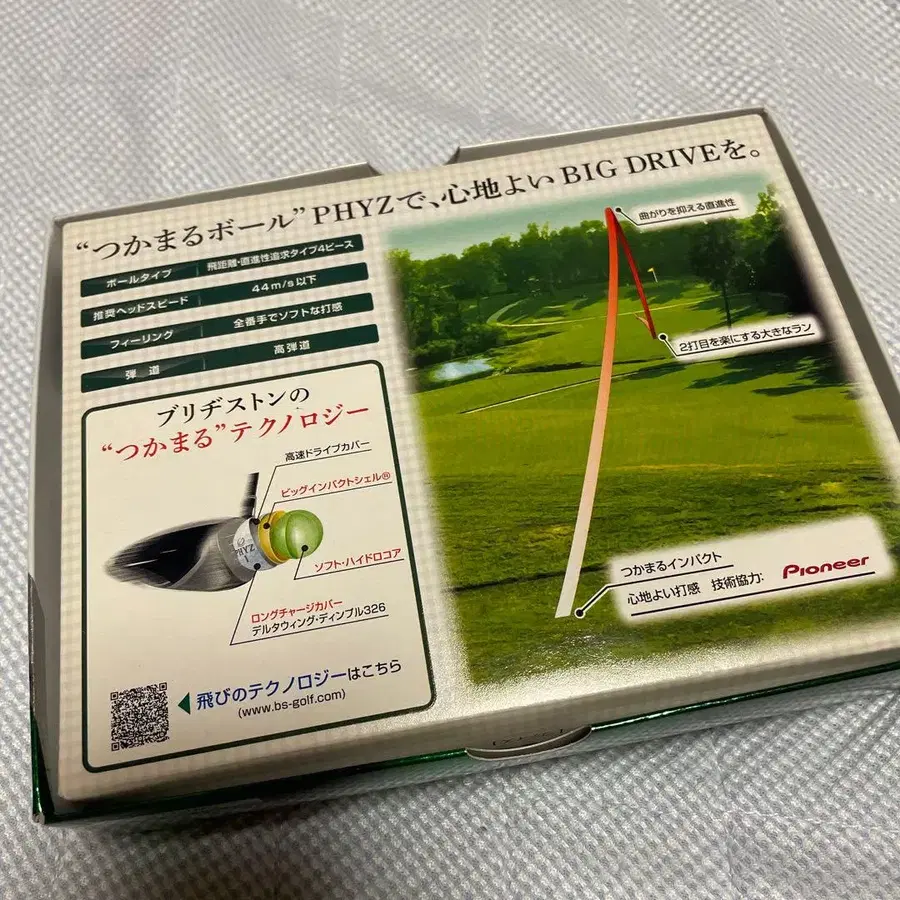 “つかまるボール”PHYZで、心地よいBIG DRIVEを。
ボールタイプ 飛距離・直進性追求タイプ4ピース
推奨ヘッドスピード 44m/s以下
フィーリング 全番手でソフトな打感
弾道 高弾道
ブリヂストンの
“つかまる”テクノロジー
高速ドライブカバー
ビッグインパクトシェル®
ソフト・ハイドロコア
ロングチャージカバー
デルタウィング・ディンプル326
飛びのテクノロジーはこちら
(www.bs-golf.com)
曲がりを抑える直進性
2打目を楽にする大きなラン
つかまるインパクト
心地よい打感 技術協力: Pioneer